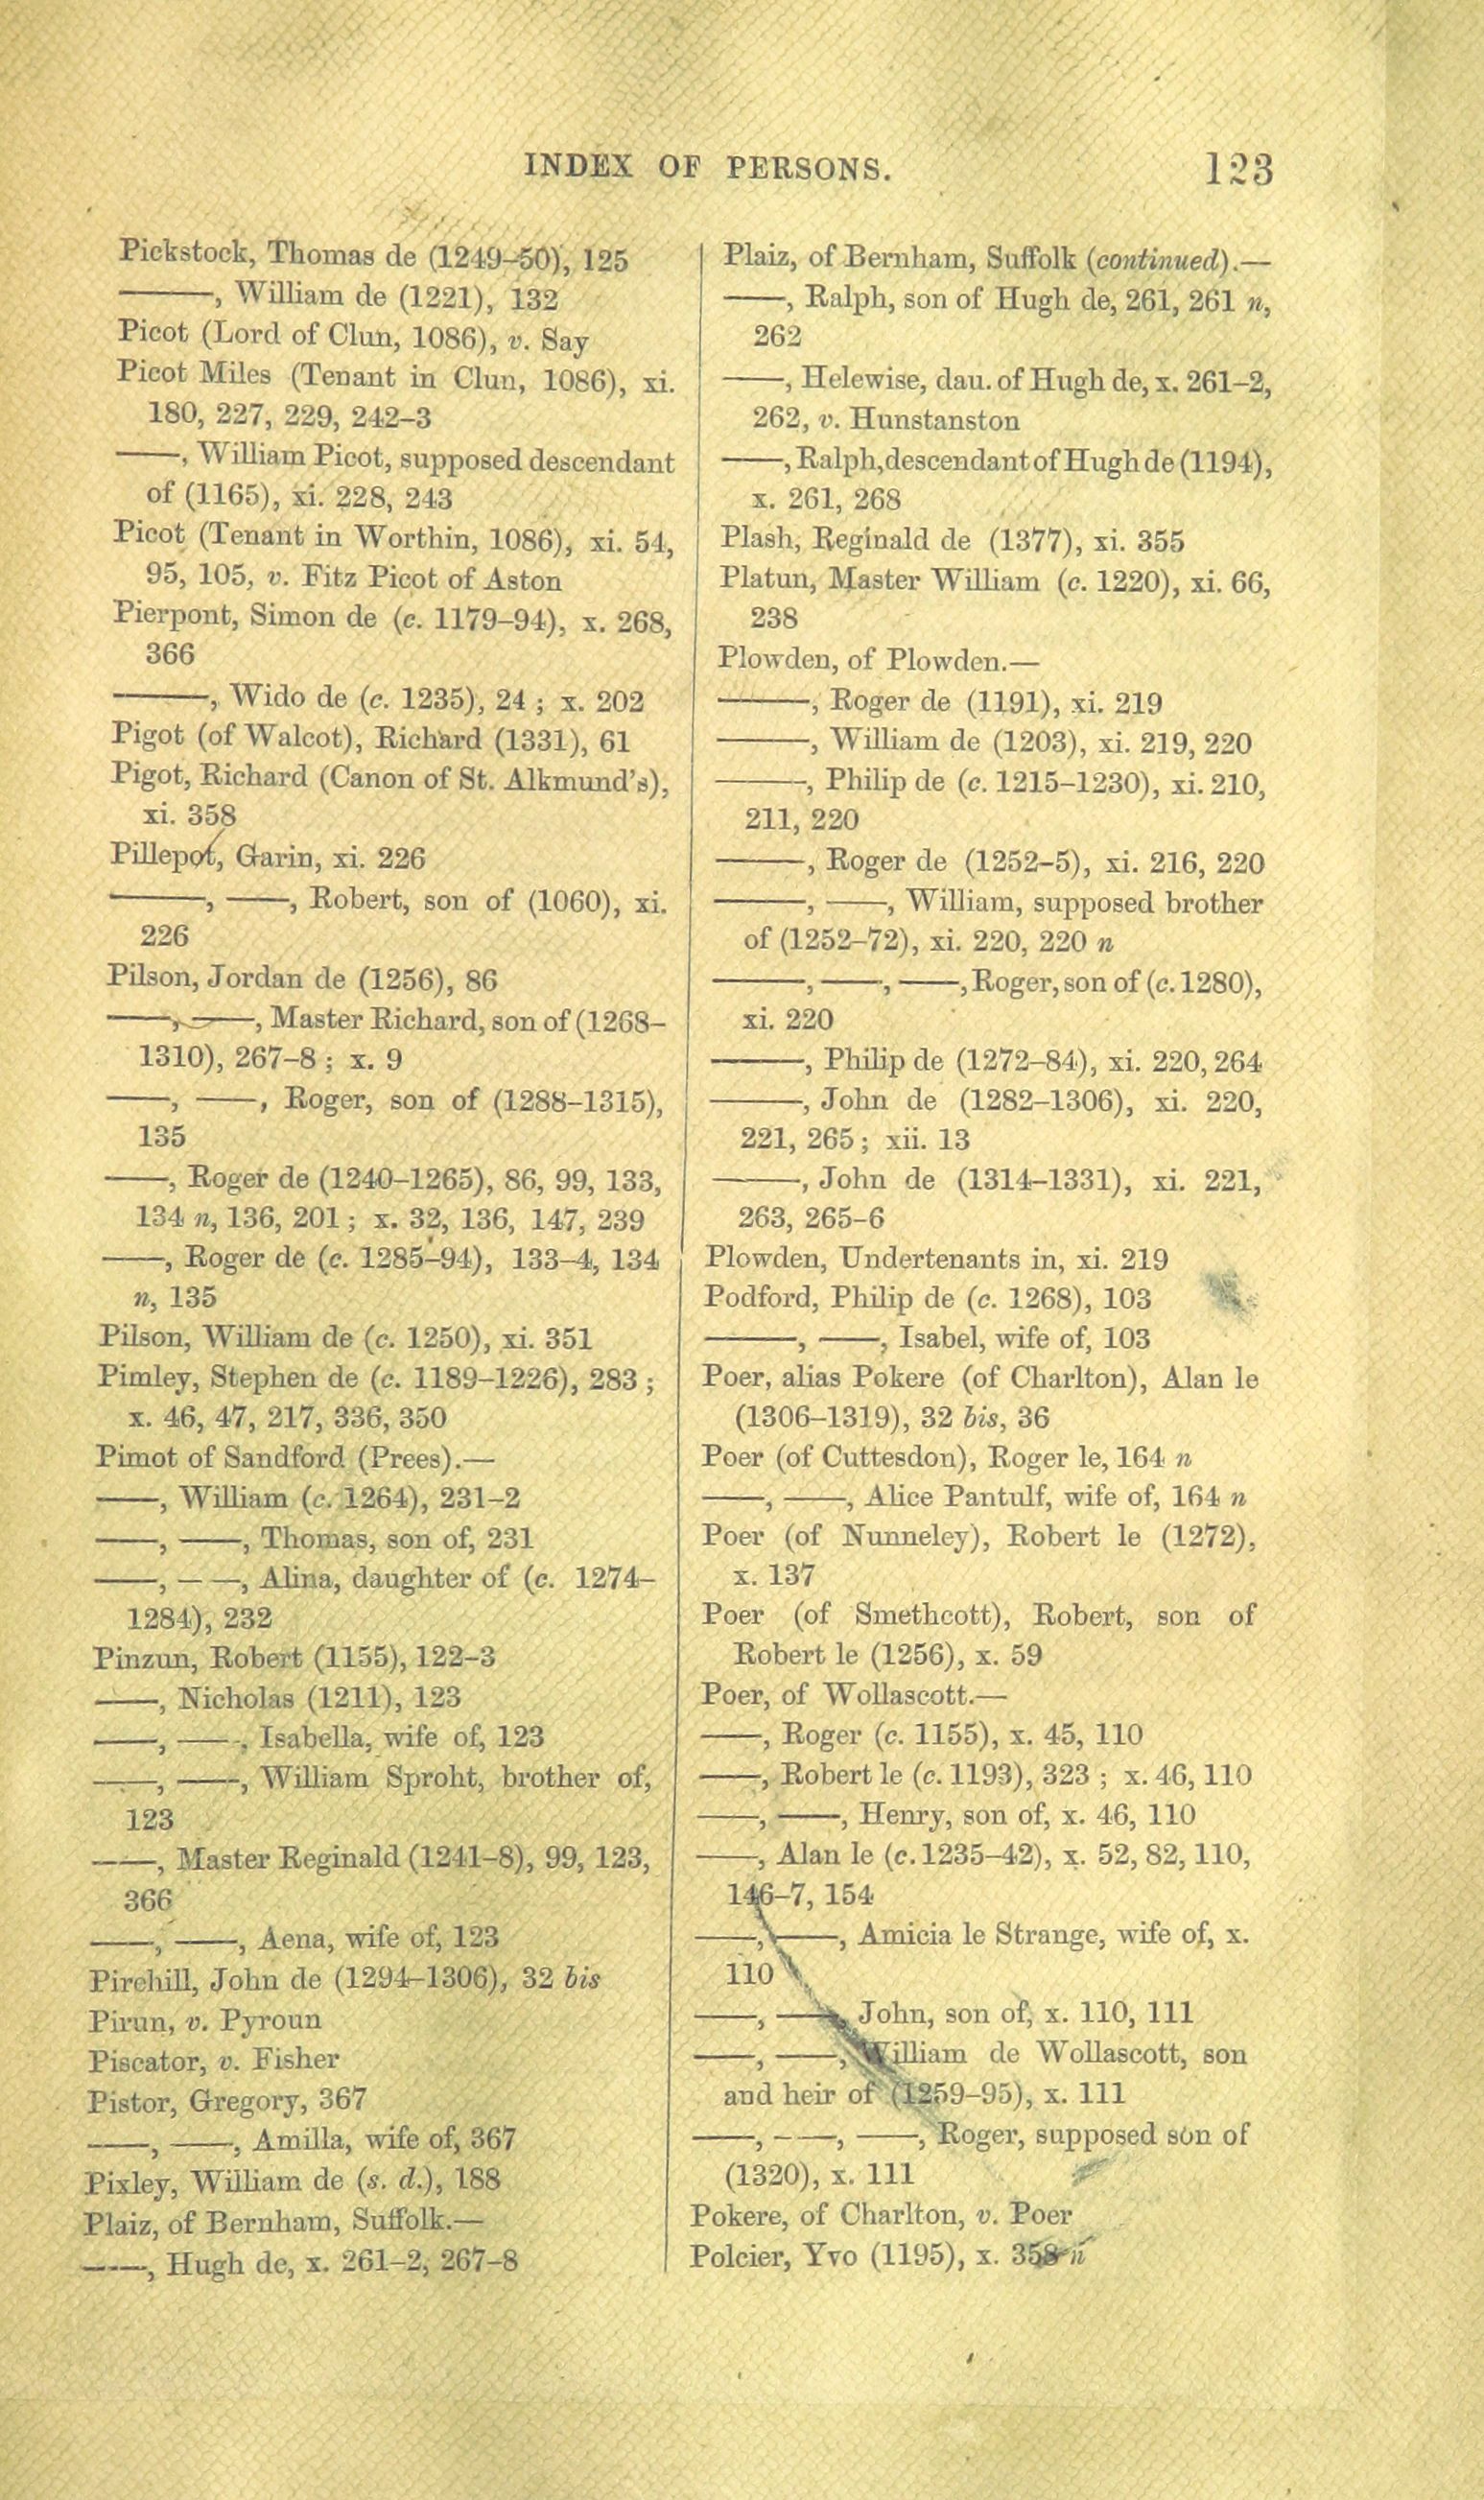 INDEX OF PERSONS. 123
Pickstock, Thomas de (1249–50), 125
———, William de (1221), 132
Picot (Lord of Clun, 1086), v. Say
Picot Miles (Tenant in Clun, 1086), xi.
180, 227, 229, 242–3
——, William Picot, supposed descendant
of (1165), xi. 228, 243
Picot (Tenant in Worthin, 1086), xi. 54,
95, 105, v. Fitz Picot of Aston
Pierpont, Simon de (c. 1179–94), x. 268,
366
———, Wido de (c. 1235), 24 ; x. 202
Pigot (of Walcot), Richard (1331), 61
Pigot, Richard (Canon of St. Alkmund's),
xi. 358
Pillepot, Garin, xi. 226
———, ——, Robert, son of (1060), xi.
226
Pilson, Jordan de (1256), 86
——, ——, Master Richard, son of (1268–
1310), 267–8 ; x. 9
——, ——, Roger, son of (1288–1315),
135
——, Roger de (1240–1265), 86, 99, 133,
134 n, 136, 201 ; x. 32, 136, 147, 239
——, Roger de (c. 1285–94), 133–4, 134
n, 135
Pilson, William de (c. 1250), xi. 351
Pimley, Stephen de (c. 1189–1226), 283 ;
x. 46, 47, 217, 336, 350
Pimot of Sandford (Prees).—
——, William (c. 1264), 231–2
——, ——, Thomas, son of, 231
——, ——, Alina, daughter of (c. 1274–
1284), 232
Pinzun, Robert (1155), 122–3
——, Nicholas (1211), 123
——, ——, Isabella, wife of, 123
——, ——, William Sproht, brother of,
123
——, Master Reginald (1241–8), 99, 123,
366
——, ——, Aena, wife of, 123
Pirehill, John de (1294–1306), 32 bis
Pirun, v. Pyroun
Piscator, v. Fisher
Pistor, Gregory, 367
——, ——, Amilla, wife of, 367
Pixley, William de (s. d.), 188
Plaiz, of Bernham, Suffolk.—
——, Hugh de, x. 261–2, 267–8
Plaiz, of Bernham, Suffolk (continued).—
——, Ralph, son of Hugh de, 261, 261 n,
262
——, Helewise, dau. of Hugh de, x. 261–2,
262, v. Hunstanston
——, Ralph, descendant of Hugh de (1194),
x. 261, 268
Plash, Reginald de (1377), xi. 355
Platun, Master William (c. 1220), xi. 66,
238
Plowden, of Plowden.—
———, Roger de (1191), xi. 219
———, William de (1203), xi. 219, 220
———, Philip de (c. 1215–1230), xi. 210,
211, 220
———, Roger de (1252–5), xi. 216, 220
———, ——, William, supposed brother
of (1252–72), xi. 220, 220 n
———, ——, ——, Roger, son of (c. 1280),
xi. 220
———, Philip de (1272–84), xi. 220, 264
———, John de (1282–1306), xi. 220,
221, 265 ; xii. 13
———, John de (1314–1331), xi. 221,
263, 265–6
Plowden, Undertenants in, xi. 219
Podford, Philip de (c. 1268), 103
———, ——, Isabel, wife of, 103
Poer, alias Pokere (of Charlton), Alan le
(1306–1319), 32 bis, 36
Poer (of Cuttesdon), Roger le, 164 n
——, ——, Alice Pantulf, wife of, 164 n
Poer (of Nunneley), Robert le (1272),
x. 137
Poer (of Smethcott), Robert, son of
Robert le (1256), x. 59
Poer, of Wollascott.—
——, Roger (c. 1155), x. 45, 110
——, Robert le (c. 1193), 323 ; x. 46, 110
——, ——, Henry, son of, x. 46, 110
——, Alan le (c. 1235–42), x. 52, 82, 110,
146–7, 154
——, ——, Amicia le Strange, wife of, x.
110
——, ——, John, son of, x. 110, 111
——, ——, William de Wollascott, son
and heir of (1259–95), x. 111
——, ——, ——, Roger, supposed son of
(1320), x. 111
Pokere, of Charlton, v. Poer
Polcier, Yvo (1195), x. 358 n